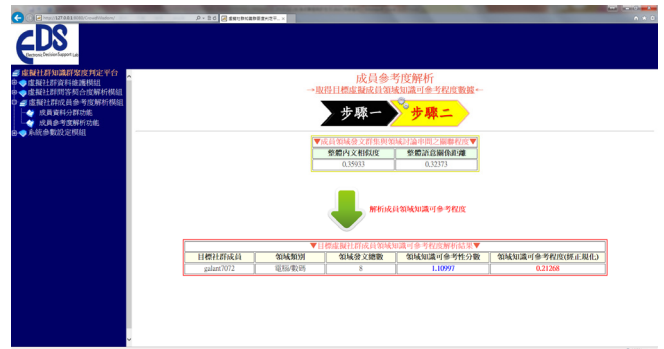 EDS
Electronic Decision Support Lab
虛擬社群知識群聚度判定平台
虛擬社群資料維護模組
虛擬社群問答契合度解析模組
虛擬社群成員參考度解析模組
成員資料分群功能
成員參考度解析功能
系統參數設定模組
成員參考度解析
→取得目標虛擬成員領域知識可參考程度數據←
步驟一
步驟二
▼成員領域發文群集與領域討論串間之關聯程度▼
整體內文相似度 整體語意關係距離
0.35933 0.32373
解析成員領域知識可參考程度
▼目標虛擬社群成員領域知識可參考程度解析結果▼
目標社群成員 領域類別 領域發文總數 領域知識可參考性分數 領域知識可參考程度(經正規化)
galant7072 電腦/數碼 8 1.10997 0.21268